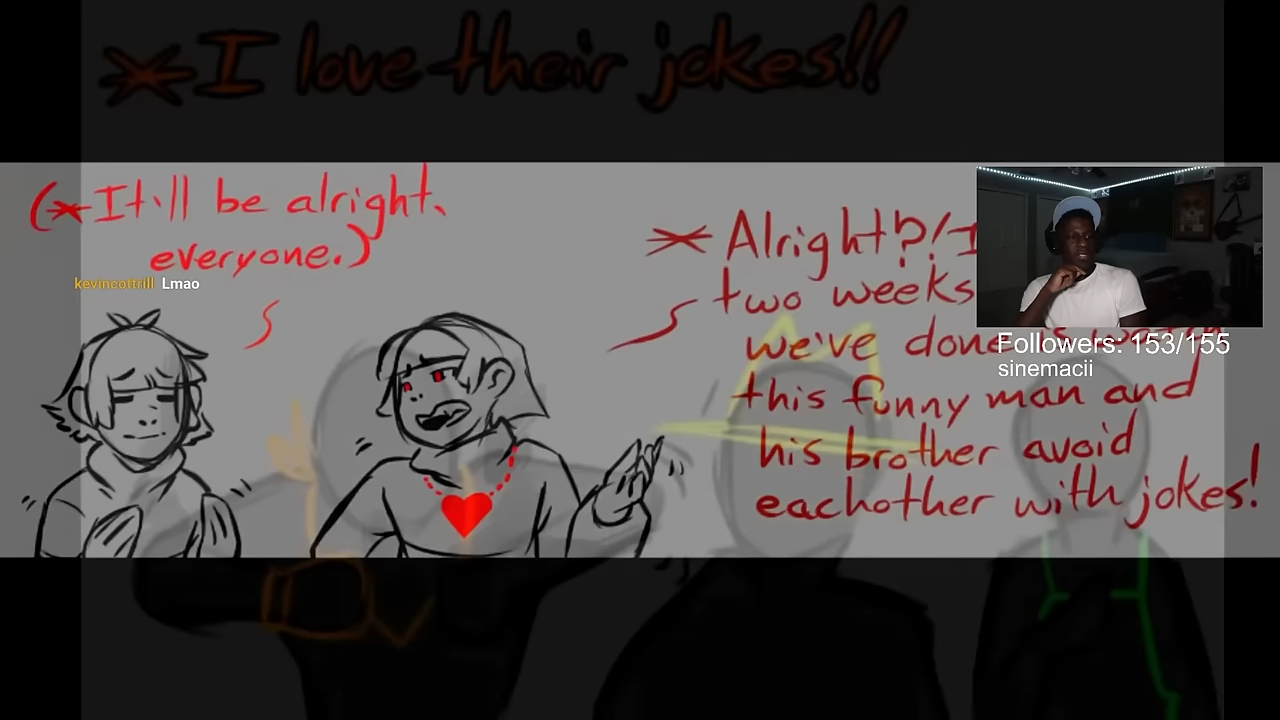 *I love their jokes!!
(*It'll be alright,
everyone.)
kevincottrill Lmao
* Alright?! I
two weeks
we've done
this funny man and
his brother avoid
eachother with jokes!
Followers: 153/155
sinemacii